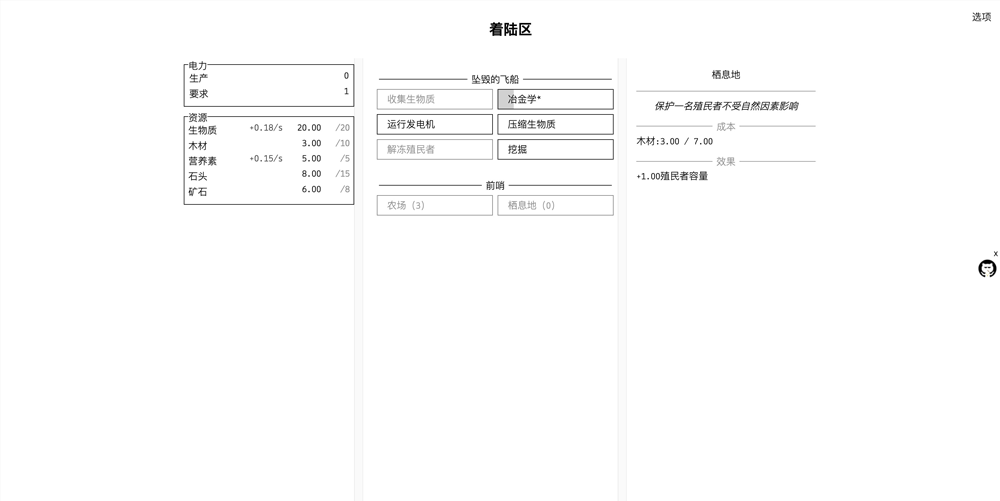 选项
着陆区
电力
生产 0
要求 1
资源
生物质 +0.18/s 20.00 /20
木材 3.00 /10
营养素 +0.15/s 5.00 /5
石头 8.00 /15
矿石 6.00 /8
坠毁的飞船
收集生物质 冶金学*
运行发电机 压缩生物质
解冻殖民者 挖掘
前哨
农场（3） 栖息地（0）
栖息地
保护一名殖民者不受自然因素影响
成本
木材:3.00 / 7.00
效果
+1.00殖民者容量
x